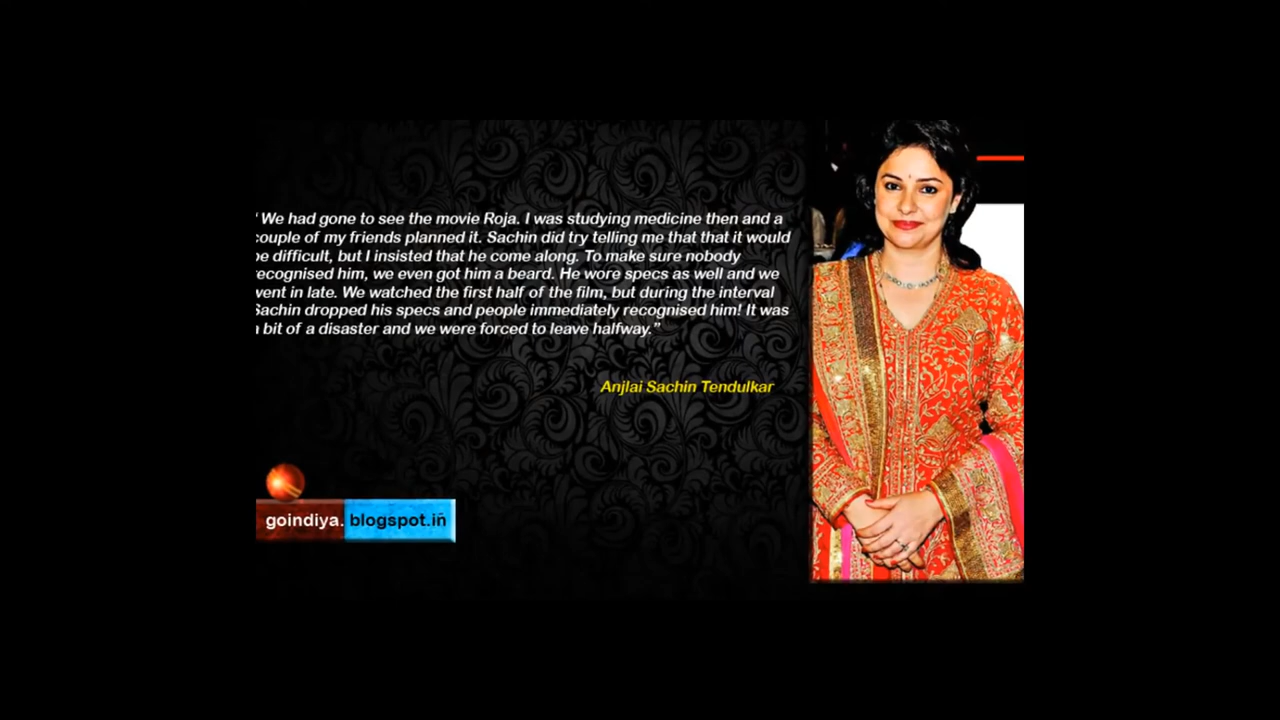 ' We had gone to see the movie Roja. I was studying medicine then and a
couple of my friends planned it. Sachin did try telling me that that it would
be difficult, but I insisted that he come along. To make sure nobody
recognised him, we even got him a beard. He wore specs as well and we
went in late. We watched the first half of the film, but during the interval
Sachin dropped his specs and people immediately recognised him! It was
a bit of a disaster and we were forced to leave halfway.”
Anjlai Sachin Tendulkar
goindiya. blogspot.in